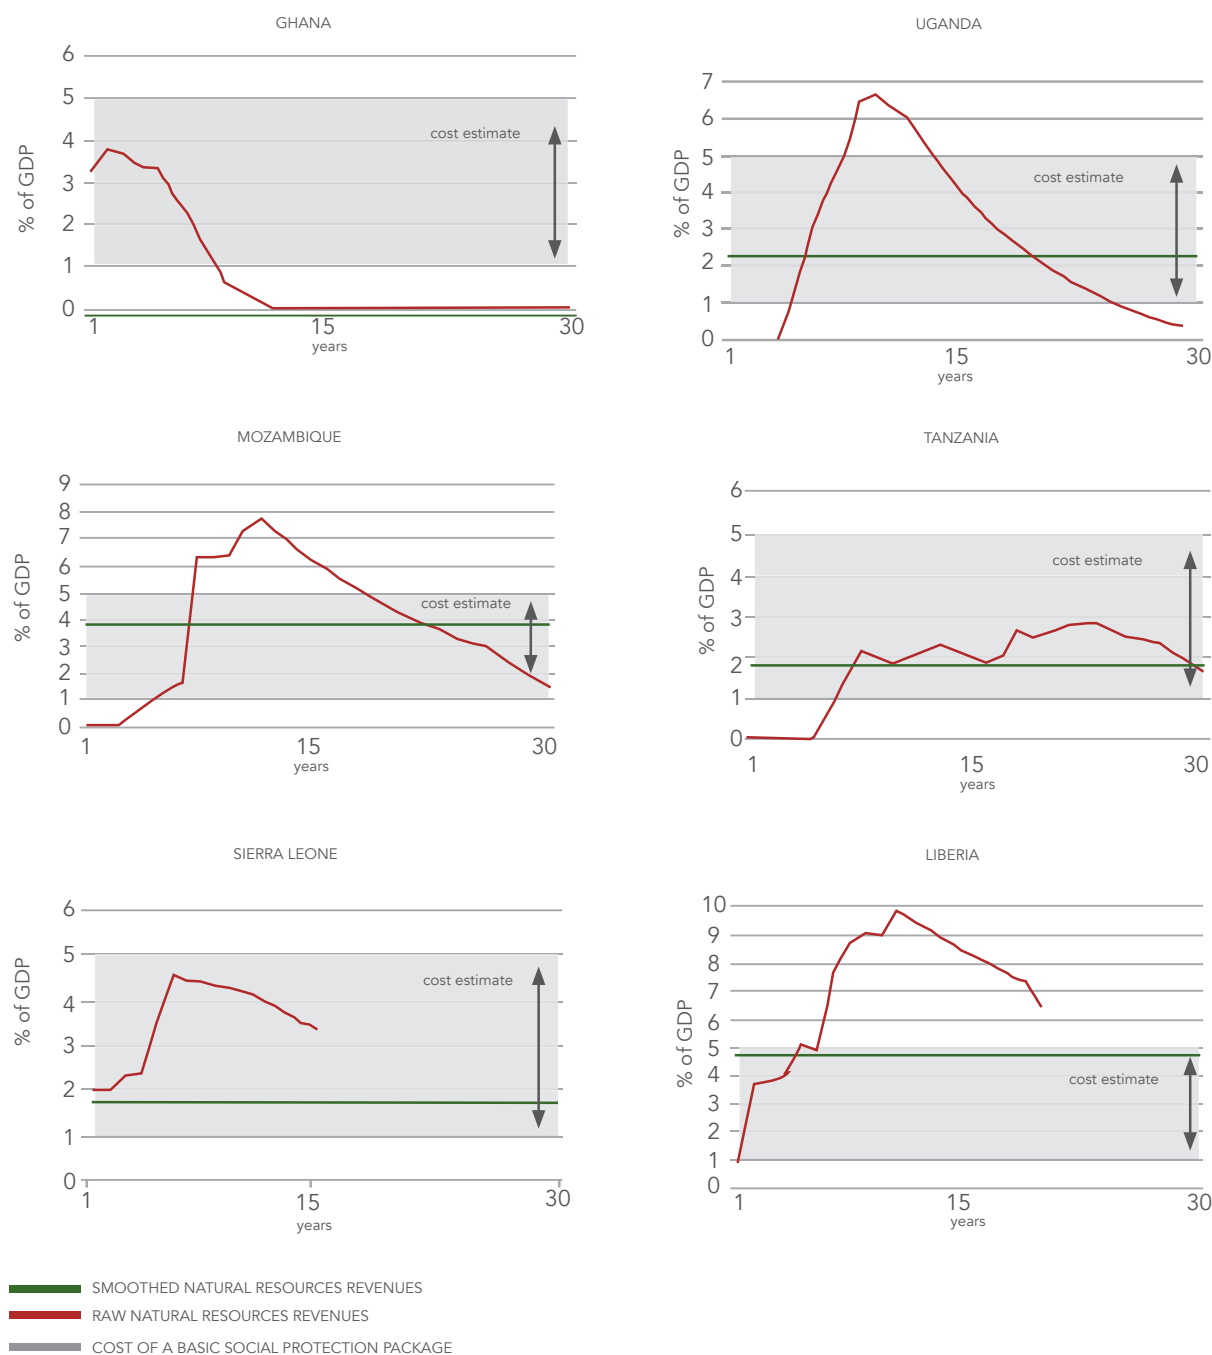 GHANA
6
5
4
3
2
1
0
% of GDP
cost estimate
1 15 30
years
UGANDA
7
6
5
4
3
2
1
0
% of GDP
cost estimate
1 15 30
years
MOZAMBIQUE
9
8
7
6
5
4
3
2
1
0
% of GDP
cost estimate
1 15 30
years
TANZANIA
6
5
4
3
2
1
0
% of GDP
cost estimate
1 15 30
years
SIERRA LEONE
6
5
4
3
2
1
0
% of GDP
cost estimate
1 15 30
years
LIBERIA
10
9
8
7
6
5
4
3
2
1
0
% of GDP
cost estimate
1 15 30
years
SMOOTHED NATURAL RESOURCES REVENUES
RAW NATURAL RESOURCES REVENUES
COST OF A BASIC SOCIAL PROTECTION PACKAGE